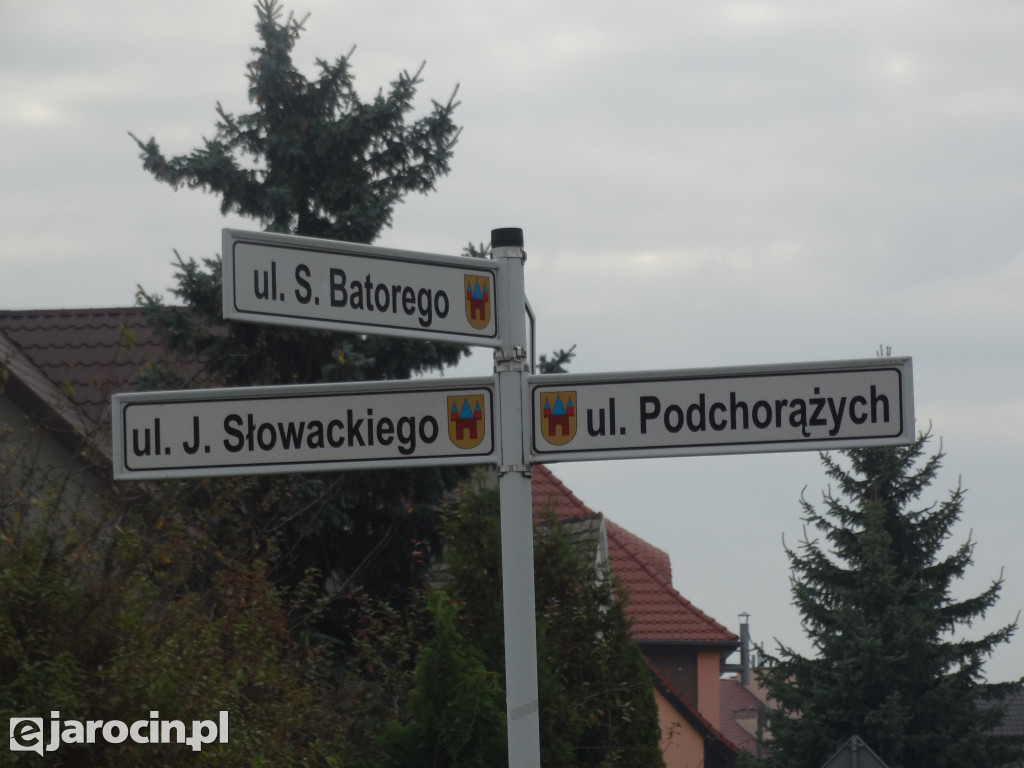 ul. S. Batorego
ul. J. Słowackiego
ul. Podchorążych
ejarocin.pl